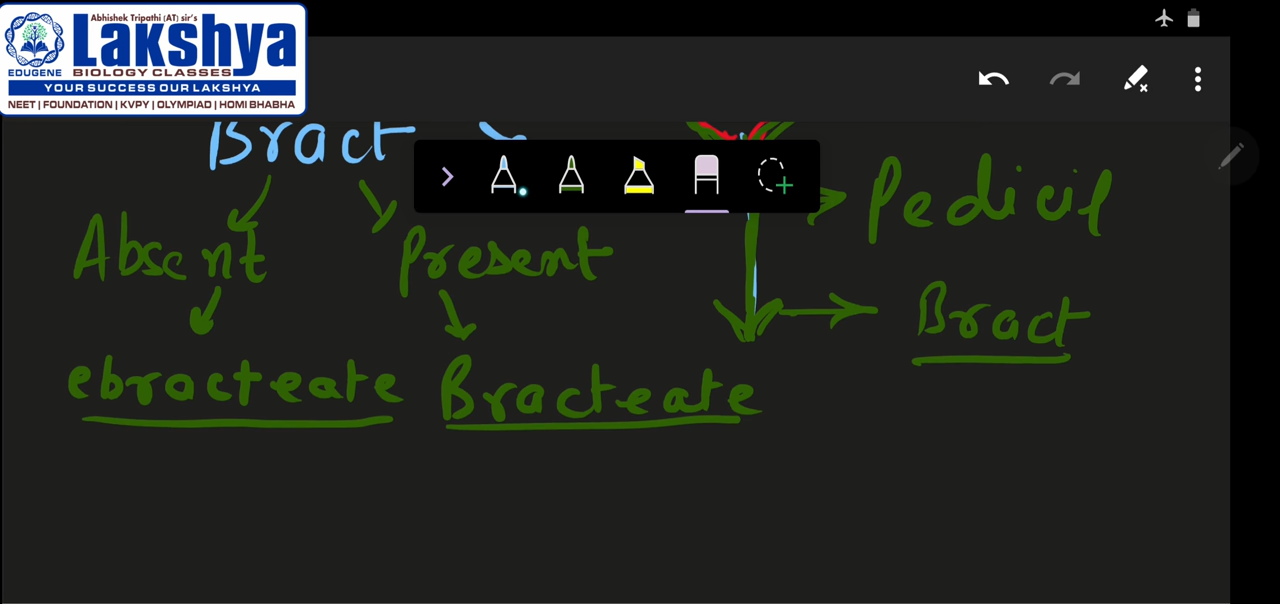 Abhishek Tripathi (AT) sir's
Lakshya
EDUGENE BIOLOGY CLASSES
YOUR SUCCESS OUR LAKSHYA
NEET | FOUNDATION | KVPY | OLYMPIAD | HOMI BHABHA
Bract
Pedicil
Absent Present
Bract
ebracteate Bracteate